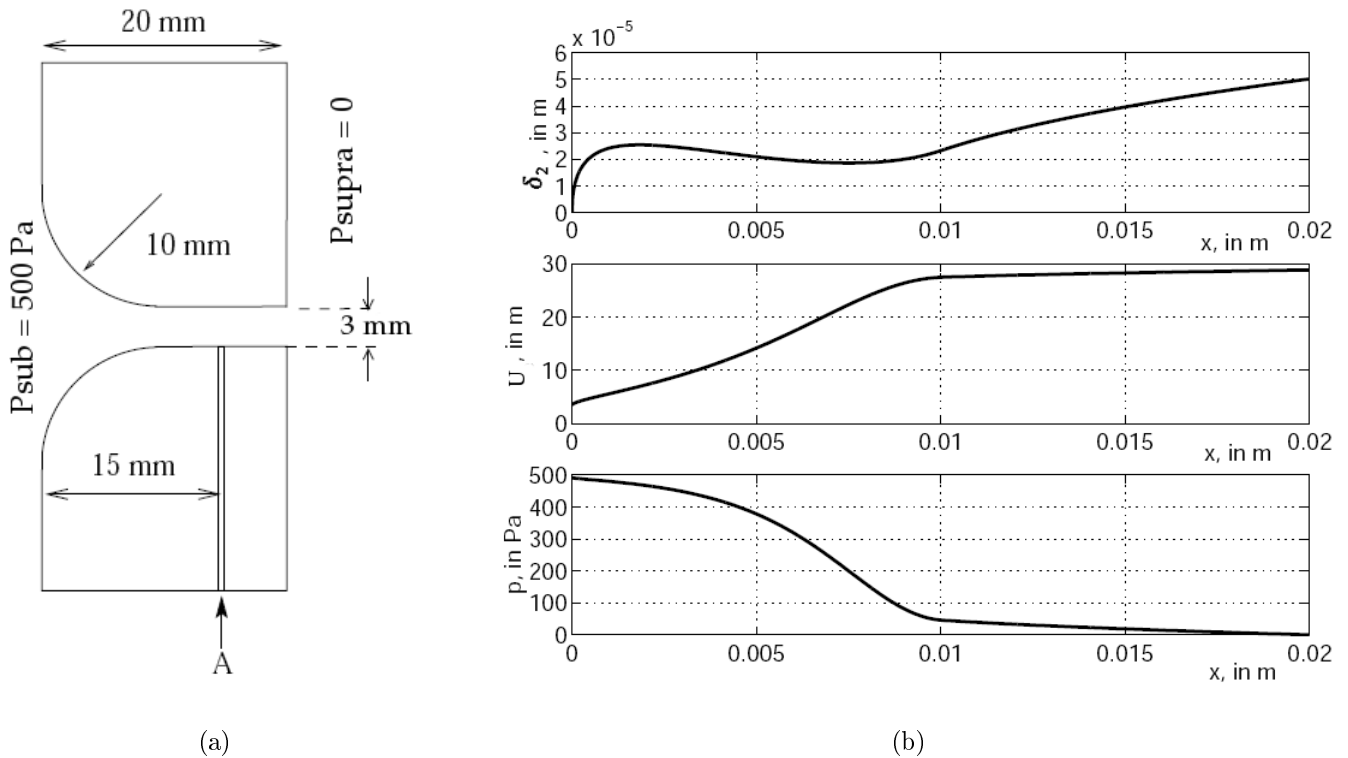 20 mm
Psub = 500 Pa
10 mm
Psupra = 0
3 mm
15 mm
A
(a)
x 10⁻⁵
6
5
4
3
2
1
0
δ₂ , in m
0 0.005 0.01 0.015 0.02
x, in m
30
20
10
0
U , in m
0 0.005 0.01 0.015 0.02
x, in m
500
400
300
200
100
0
p, in Pa
0 0.005 0.01 0.015 0.02
x, in m
(b)